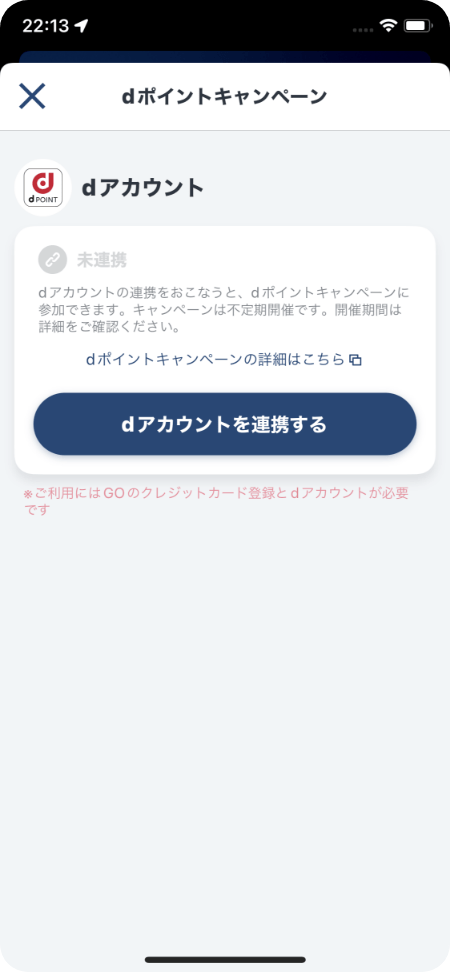 22:13
dポイントキャンペーン
d POINT
dアカウント
未連携
dアカウントの連携をおこなうと、dポイントキャンペーンに
参加できます。キャンペーンは不定期開催です。開催期間は
詳細をご確認ください。
dポイントキャンペーンの詳細はこちら
dアカウントを連携する
※ご利用にはGOのクレジットカード登録とdアカウントが必要
です